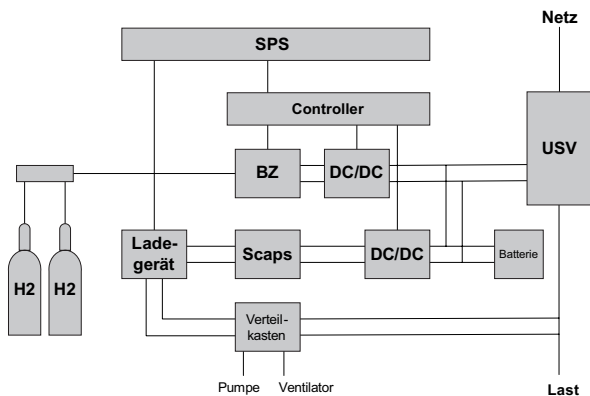 Netz
SPS
Controller
USV
BZ
DC/DC
Lade-
gerät
Scaps
DC/DC
Batterie
H2
H2
Verteil-
kasten
Pumpe
Ventilator
Last